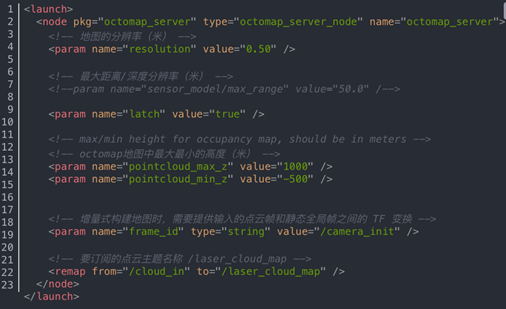 1 <launch>
2 <node pkg="octomap_server" type="octomap_server_node" name="octomap_server">
3 <!-- 地图的分辨率（米） -->
4 <param name="resolution" value="0.50" />
5
6 <!-- 最大距离/深度分辨率（米） -->
7 <!--param name="sensor_model/max_range" value="50.0" /-->
8
9 <param name="latch" value="true" />
10
11 <!-- max/min height for occupancy map, should be in meters -->
12 <!-- octomap地图中最大最小的高度（米） -->
13 <param name="pointcloud_max_z" value="1000" />
14 <param name="pointcloud_min_z" value="-500" />
15
16
17 <!-- 增量式构建地图时，需要提供输入的点云帧和静态全局帧之间的 TF 变换 -->
18 <param name="frame_id" type="string" value="/camera_init" />
19
20 <!-- 要订阅的点云主题名称 /laser_cloud_map -->
21 <remap from="/cloud_in" to="/laser_cloud_map" />
22 </node>
23 </launch>